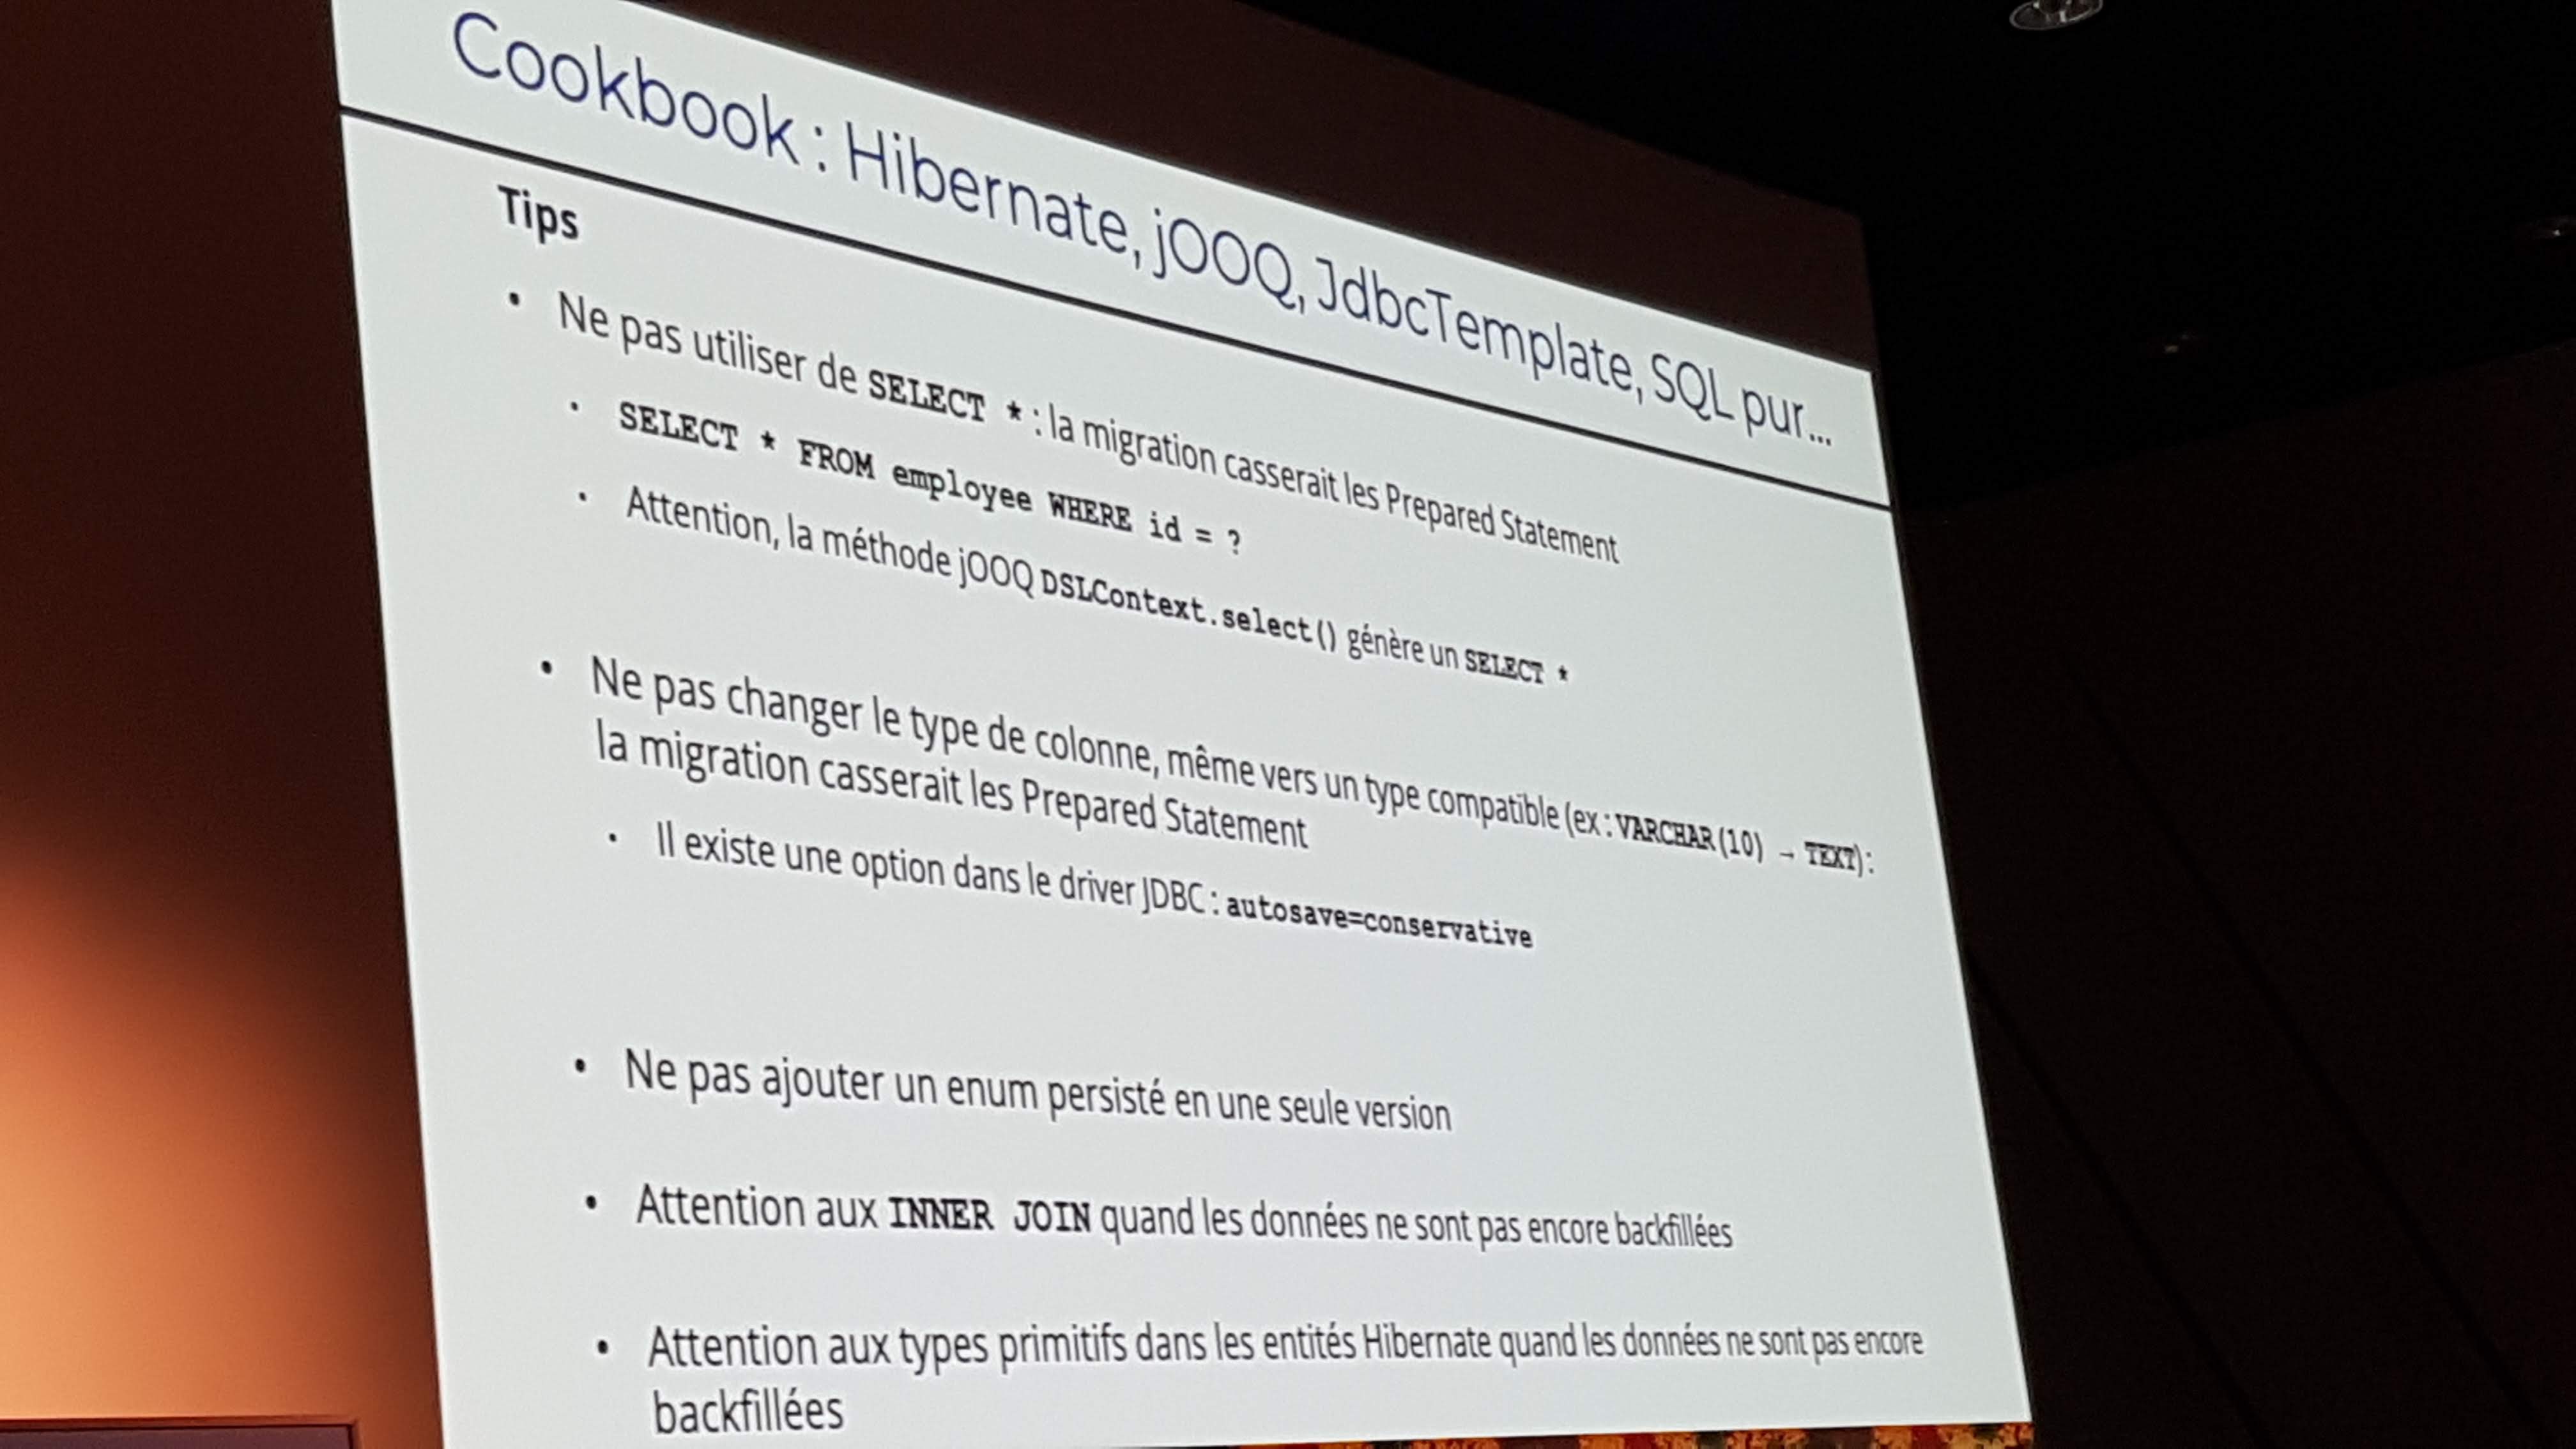 Cookbook : Hibernate, jOOQ, JdbcTemplate, SQL pur...
Tips
• Ne pas utiliser de SELECT * : la migration casserait les Prepared Statement
• SELECT * FROM employee WHERE id = ?
• Attention, la méthode jOOQ DSLContext.select() génère un SELECT *
• Ne pas changer le type de colonne, même vers un type compatible (ex : VARCHAR(10) → TEXT) :
la migration casserait les Prepared Statement
• Il existe une option dans le driver JDBC : autosave=conservative
• Ne pas ajouter un enum persisté en une seule version
• Attention aux INNER JOIN quand les données ne sont pas encore backfillées
• Attention aux types primitifs dans les entités Hibernate quand les données ne sont pas encore
backfillées